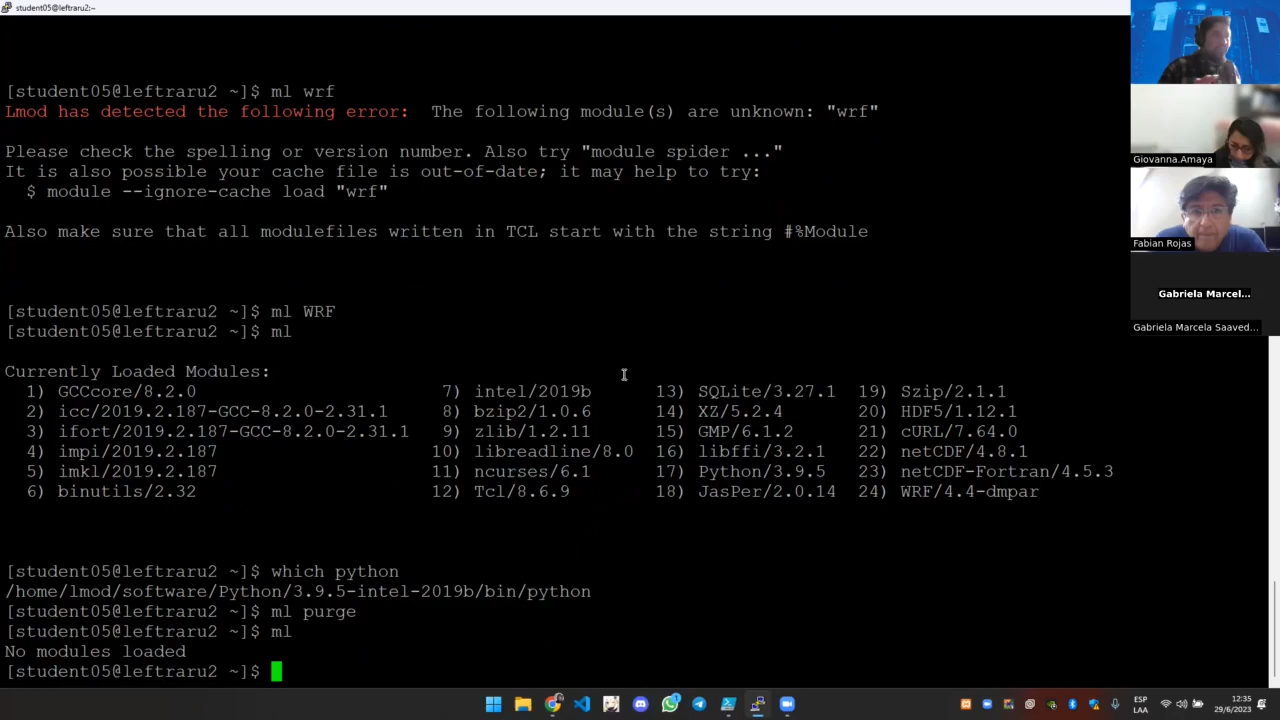 student05@leftraru2:~
[student05@leftraru2 ~]$ ml wrf
Lmod has detected the following error:  The following module(s) are unknown: "wrf"
Please check the spelling or version number. Also try "module spider ..."
It is also possible your cache file is out-of-date; it may help to try:
  $ module --ignore-cache load "wrf"
Also make sure that all modulefiles written in TCL start with the string #%Module
[student05@leftraru2 ~]$ ml WRF
[student05@leftraru2 ~]$ ml
Currently Loaded Modules:
  1) GCCcore/8.2.0   7) intel/2019b   13) SQLite/3.27.1   19) Szip/2.1.1
  2) icc/2019.2.187-GCC-8.2.0-2.31.1   8) bzip2/1.0.6   14) XZ/5.2.4   20) HDF5/1.12.1
  3) ifort/2019.2.187-GCC-8.2.0-2.31.1   9) zlib/1.2.11   15) GMP/6.1.2   21) cURL/7.64.0
  4) impi/2019.2.187   10) libreadline/8.0   16) libffi/3.2.1   22) netCDF/4.8.1
  5) imkl/2019.2.187   11) ncurses/6.1   17) Python/3.9.5   23) netCDF-Fortran/4.5.3
  6) binutils/2.32   12) Tcl/8.6.9   18) JasPer/2.0.14   24) WRF/4.4-dmpar
[student05@leftraru2 ~]$ which python
/home/lmod/software/Python/3.9.5-intel-2019b/bin/python
[student05@leftraru2 ~]$ ml purge
[student05@leftraru2 ~]$ ml
No modules loaded
[student05@leftraru2 ~]$
Giovanna.Amaya
Fabian Rojas
Gabriela Marcel...
Gabriela Marcela Saaved...
ESP
LAA
12:35
29/6/2023